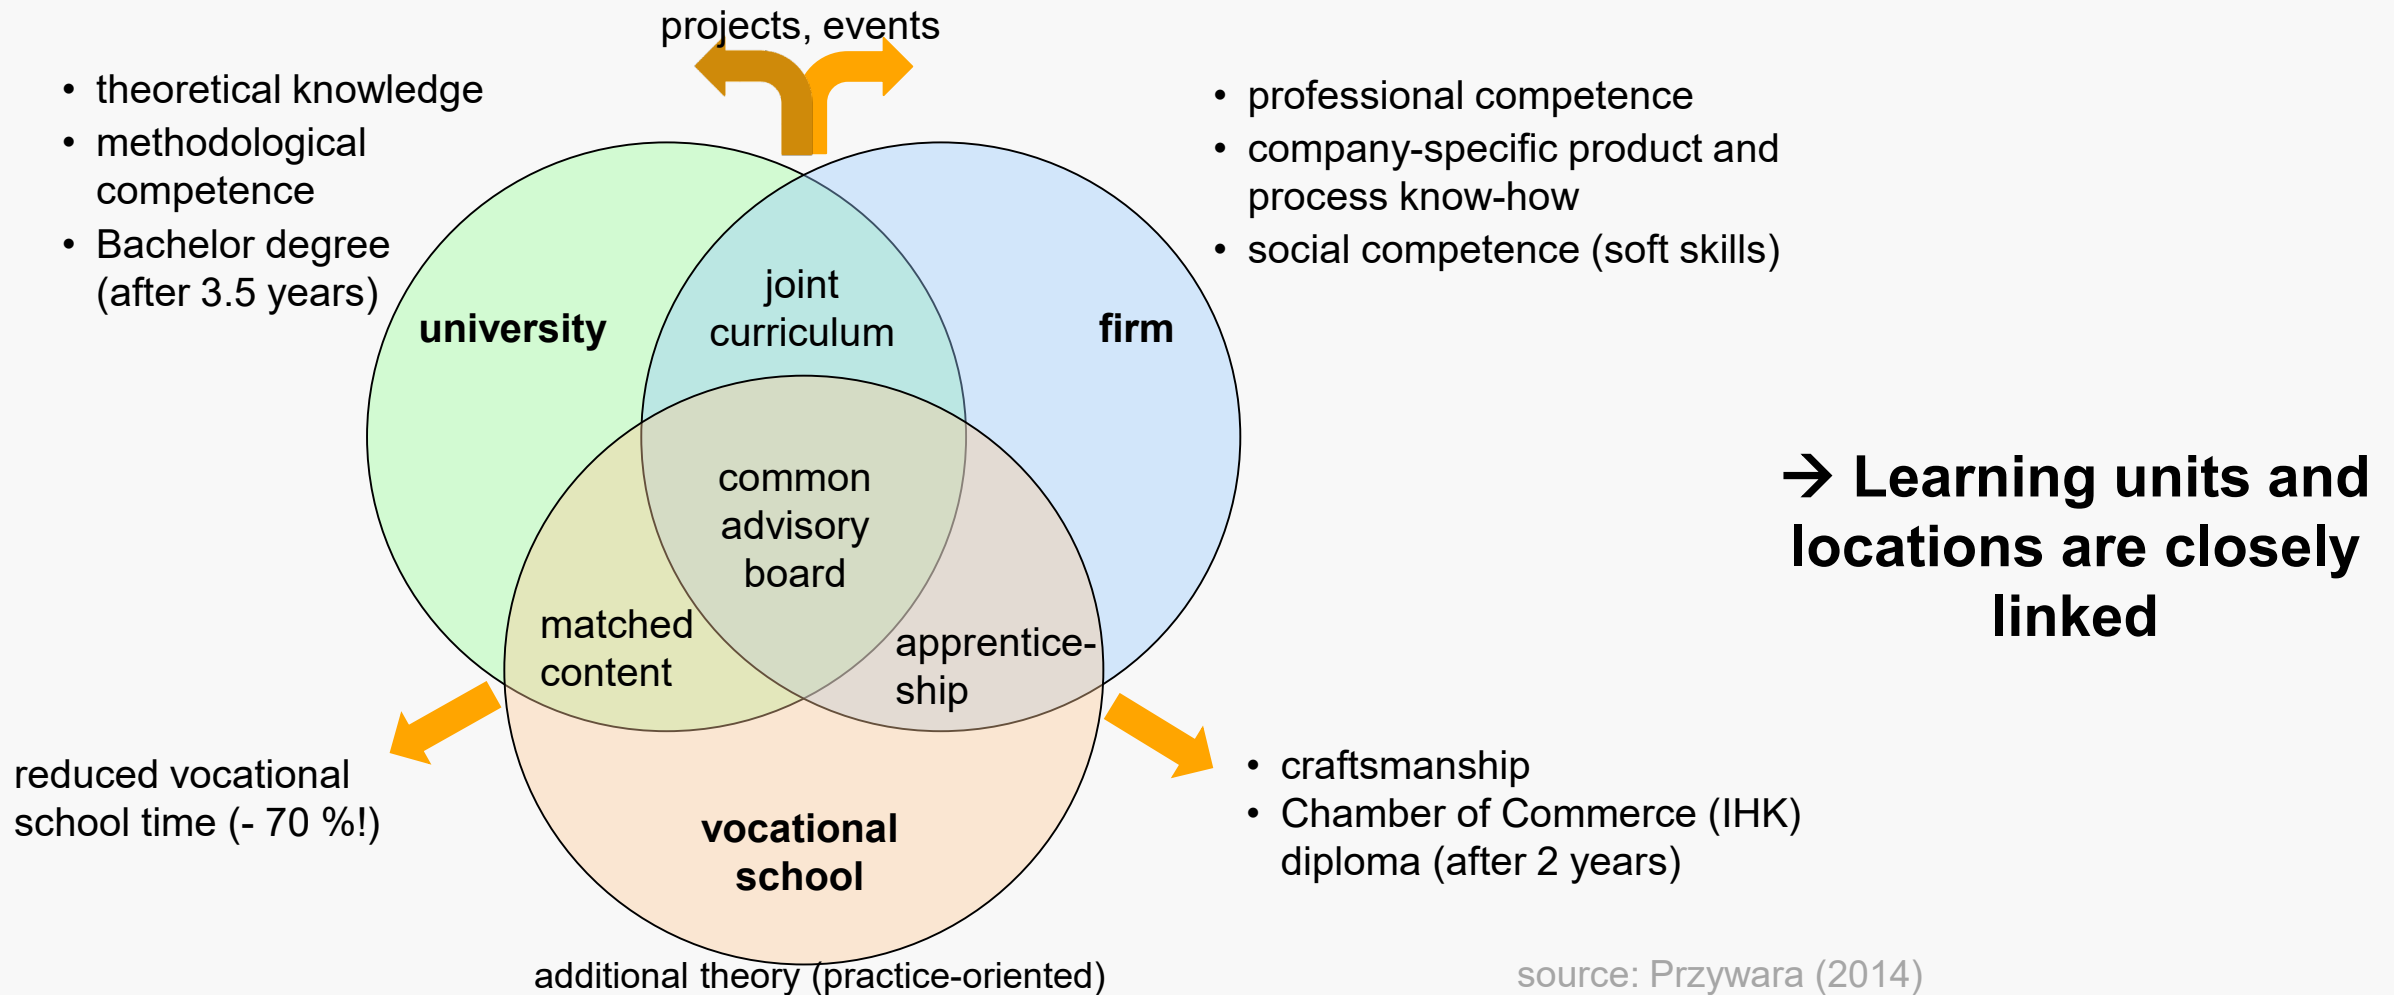 projects, events
• theoretical knowledge
• methodological
competence
• Bachelor degree
(after 3.5 years)
• professional competence
• company-specific product and
process know-how
• social competence (soft skills)
university
joint
curriculum
firm
common
advisory
board
matched
content
apprentice-
ship
→ Learning units and
locations are closely
linked
reduced vocational
school time (- 70 %!)
vocational
school
• craftsmanship
• Chamber of Commerce (IHK)
diploma (after 2 years)
additional theory (practice-oriented)
source: Przywara (2014)